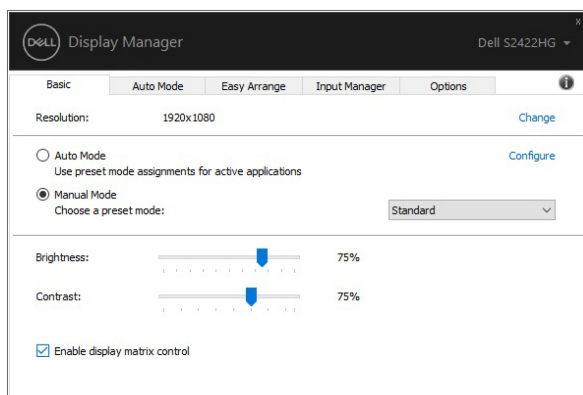 x
DELL Display Manager Dell S2422HG
Basic Auto Mode Easy Arrange Input Manager Options i
Resolution: 1920x1080 Change
Auto Mode Configure
Use preset mode assignments for active applications
Manual Mode
Choose a preset mode: Standard
Brightness: 75%
Contrast: 75%
Enable display matrix control